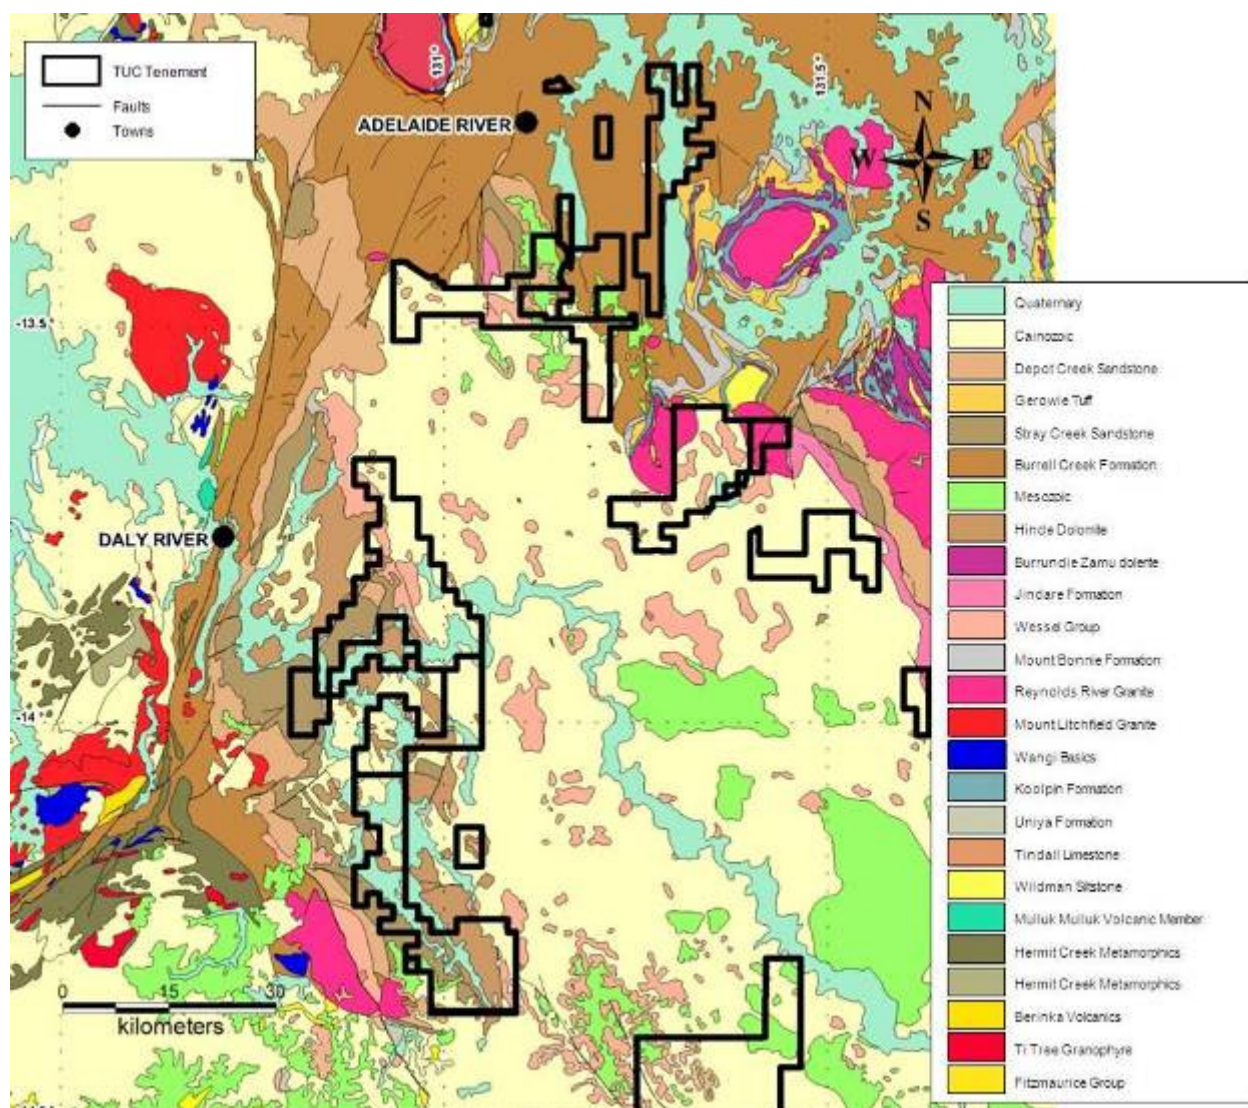 TUC Tenement
Faults
Towns
131°
131.5°
ADELAIDE RIVER
N
W
E
S
-13.5°
DALY RIVER
-14°
0
15
30
kilometers
Quaternary
Cainozoic
Depot Creek Sandstone
Gerowie Tuff
Stray Creek Sandstone
Burrell Creek Formation
Mesozoic
Hinde Dolomite
Burrundie Zamu dolerite
Jindare Formation
Wessel Group
Mount Bonnie Formation
Reynolds River Granite
Mount Litchfield Granite
Wangi Basics
Koolpin Formation
Uniya Formation
Tindall Limestone
Wildman Siltstone
Mulluk Mulluk Volcanic Member
Hermit Creek Metamorphics
Hermit Creek Metamorphics
Berinka Volcanics
Ti Tree Granophyre
Fitzmaurice Group